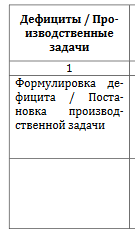 Дефициты / Про-
изводственные
задачи
1
Формулировка де-
фицита / Поста-
новка производ-
ственной задачи